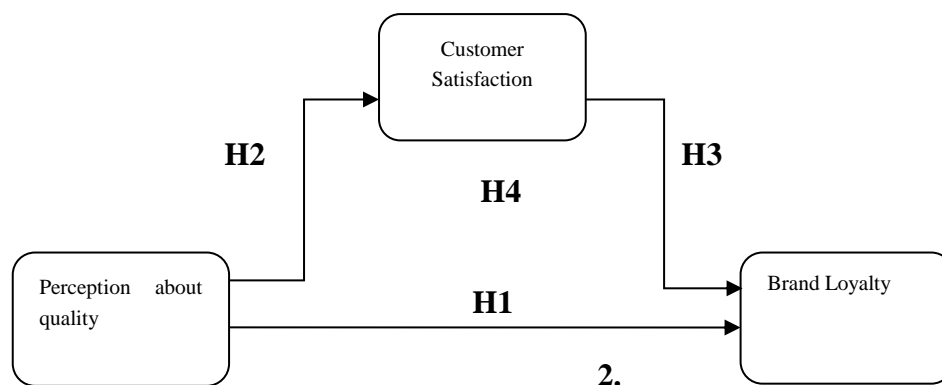 Customer
Satisfaction
H2
H3
H4
Perception about
quality
Brand Loyalty
H1
2.